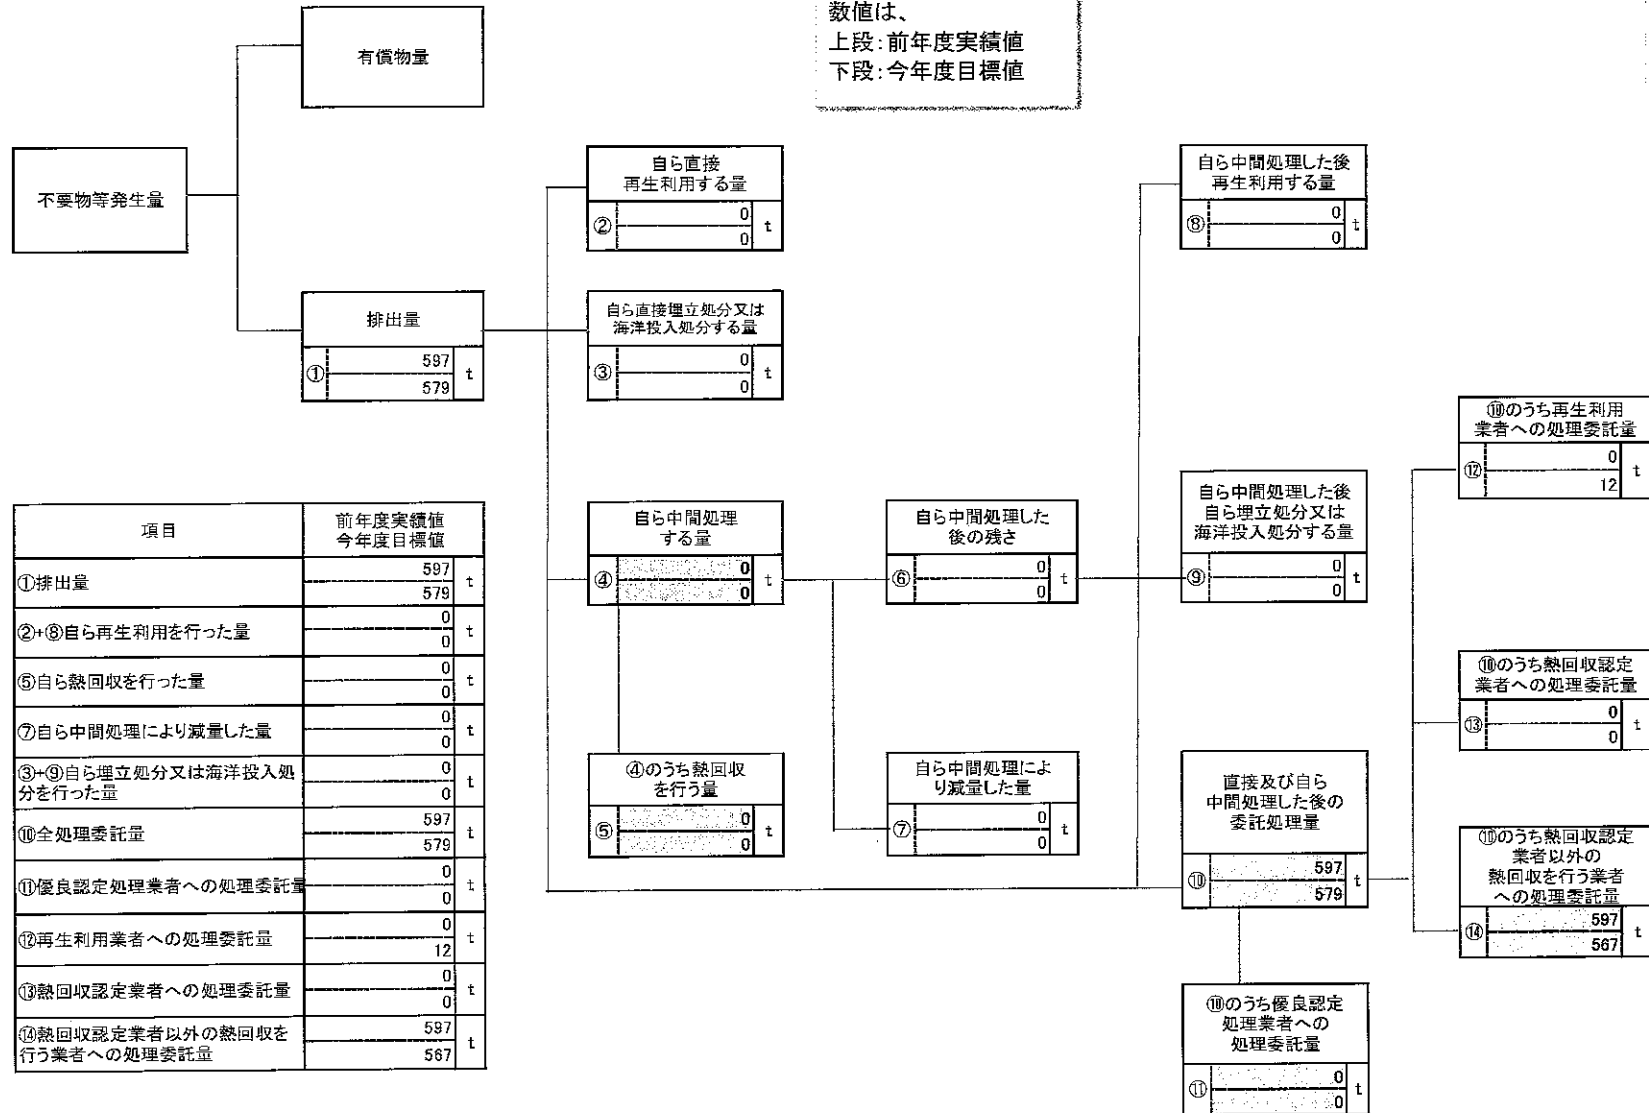 数値は、
上段:前年度実績値
下段:今年度目標値
有償物量
不要物等発生量
排出量
① 597 t
579
自ら直接
再生利用する量
② 0 t
0
自ら直接埋立処分又は
海洋投入処分する量
③ 0 t
0
自ら中間処理
する量
④ 0 t
0
④のうち熱回収
を行う量
⑤ 0 t
0
自ら中間処理した
後の残さ
⑥ 0 t
0
自ら中間処理によ
り減量した量
⑦ 0 t
0
自ら中間処理した後
再生利用する量
⑧ 0 t
0
自ら中間処理した後
自ら埋立処分又は
海洋投入処分する量
⑨ 0 t
0
直接及び自ら
中間処理した後の
委託処理量
⑩ 597 t
579
⑩のうち優良認定
処理業者への
処理委託量
⑪ 0 t
0
⑩のうち再生利用
業者への処理委託量
⑫ 0 t
12
⑩のうち熱回収認定
業者への処理委託量
⑬ 0 t
0
⑩のうち熱回収認定
業者以外の
熱回収を行う業者
への処理委託量
⑭ 597 t
567
項目 前年度実績値
今年度目標値
①排出量 597 t
579
②+⑧自ら再生利用を行った量 0 t
0
⑤自ら熱回収を行った量 0 t
0
⑦自ら中間処理により減量した量 0 t
0
③+⑨自ら埋立処分又は海洋投入処 0 t
分を行った量 0
⑩全処理委託量 597 t
579
⑪優良認定処理業者への処理委託量 0 t
0
⑫再生利用業者への処理委託量 0 t
12
⑬熱回収認定業者への処理委託量 0 t
0
⑭熱回収認定業者以外の熱回収を 597 t
行う業者への処理委託量 567